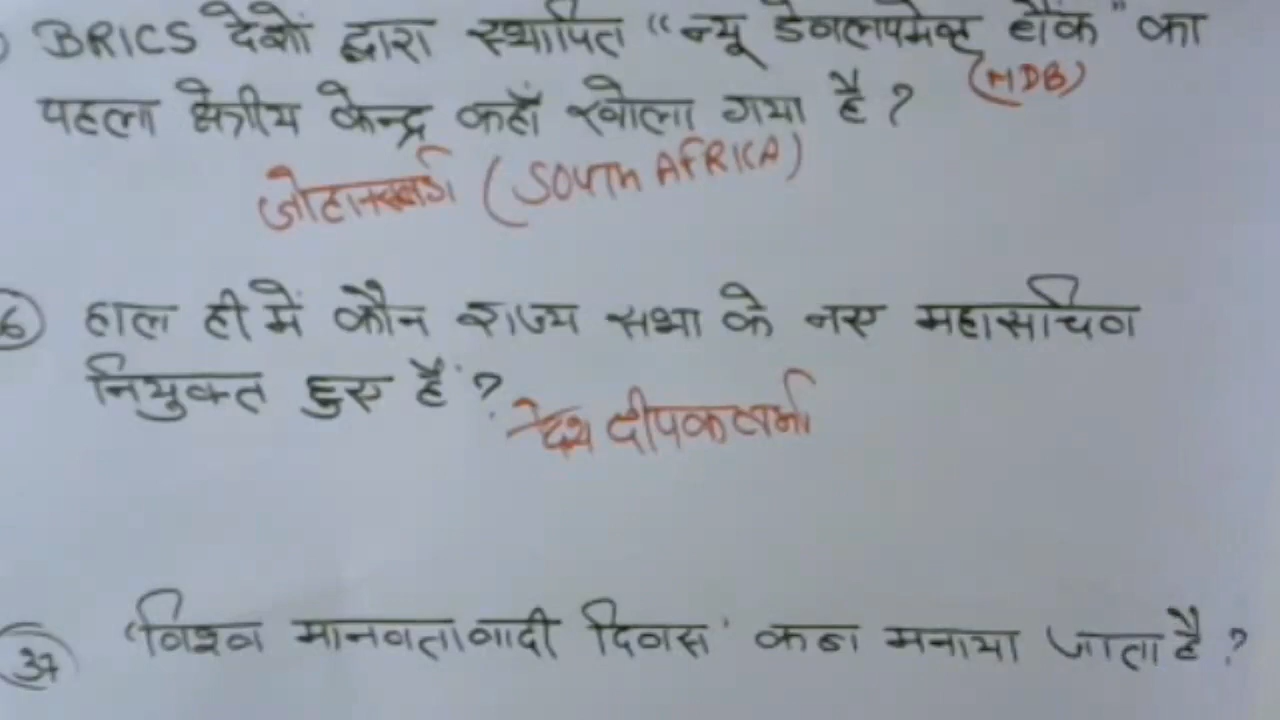 BRICS देशों द्वारा स्थापित “न्यू डेवलपमेन्ट बैंक" का
(NDB)
पहला क्षेत्रीय केन्द्र कहाँ खोला गया है ?
जोहान्सबर्ग (SOUTH AFRICA)
6 हाल ही में कौन राज्य सभा के नए महासचिव
नियुक्त हुए हैं ?
देश दीपक वर्मा
37 'विश्व मानवतावादी दिवस' कब मनाया जाता है ?